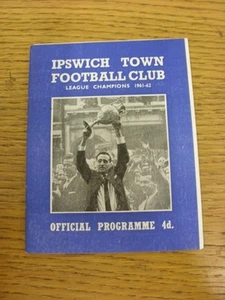 IPSWICH TOWN
FOOTBALL CLUB
LEAGUE CHAMPIONS 1961-62
OFFICIAL PROGRAMME 4d.